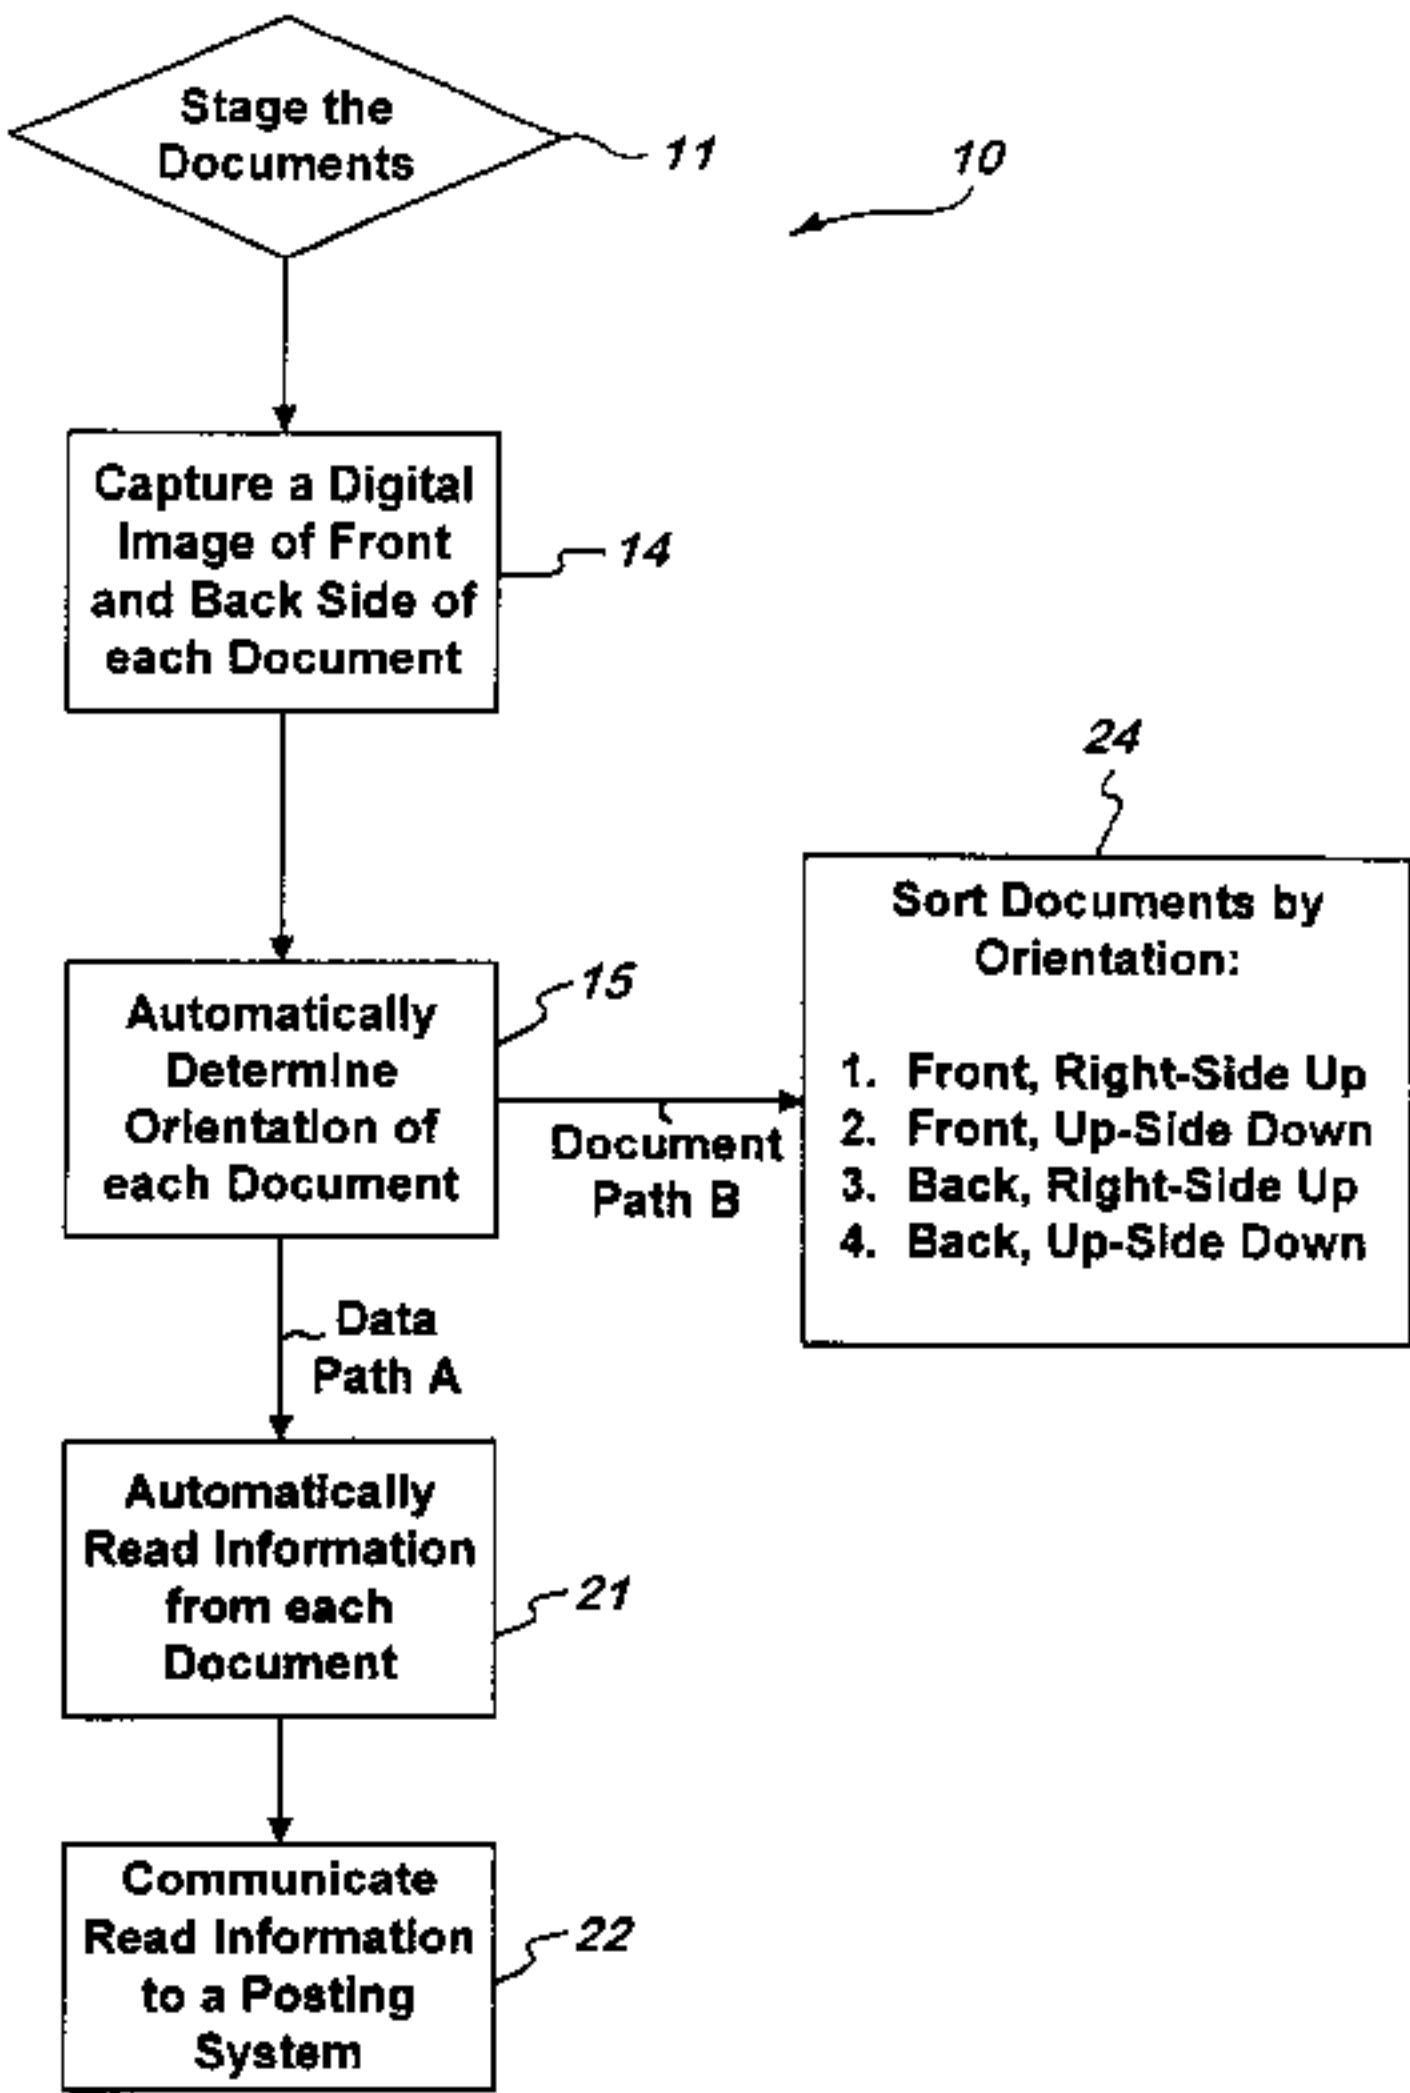 Stage the
Documents
11
10
Capture a Digital
Image of Front
and Back Side of
each Document
14
24
Sort Documents by
Orientation:
1. Front, Right-Side Up
2. Front, Up-Side Down
3. Back, Right-Side Up
4. Back, Up-Side Down
15
Automatically
Determine
Orientation of
each Document
Document
Path B
Data
Path A
Automatically
Read Information
from each
Document
21
Communicate
Read Information
to a Posting
System
22